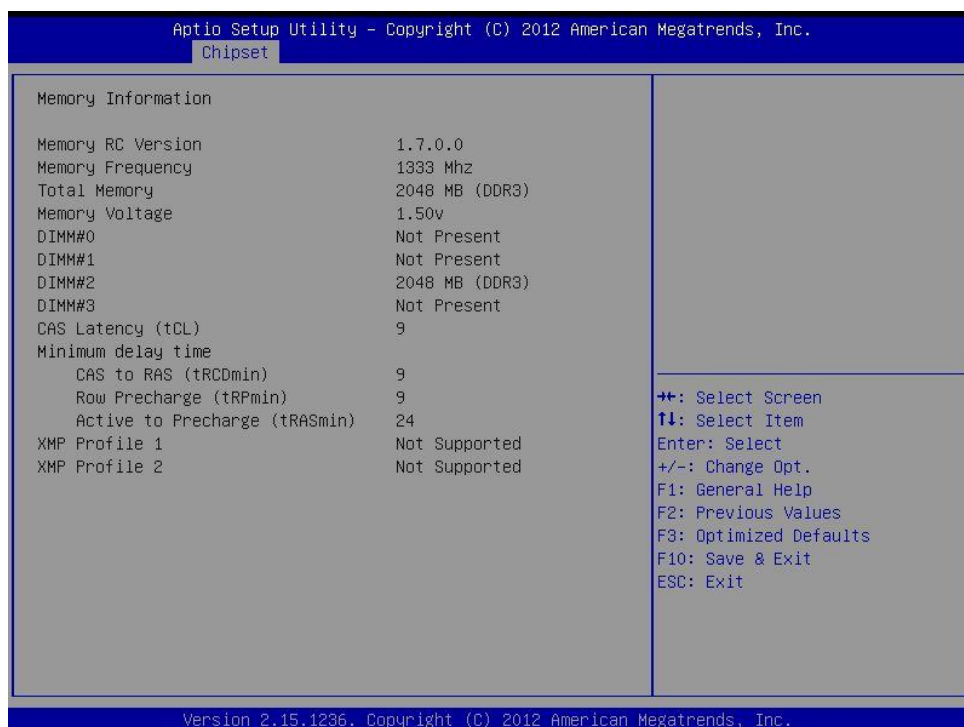 Aptio Setup Utility – Copyright (C) 2012 American Megatrends, Inc.
Chipset
Memory Information
Memory RC Version 1.7.0.0
Memory Frequency 1333 Mhz
Total Memory 2048 MB (DDR3)
Memory Voltage 1.50v
DIMM#0 Not Present
DIMM#1 Not Present
DIMM#2 2048 MB (DDR3)
DIMM#3 Not Present
CAS Latency (tCL) 9
Minimum delay time
CAS to RAS (tRCDmin) 9
Row Precharge (tRPmin) 9
Active to Precharge (tRASmin) 24
XMP Profile 1 Not Supported
XMP Profile 2 Not Supported
→←: Select Screen
↑↓: Select Item
Enter: Select
+/-: Change Opt.
F1: General Help
F2: Previous Values
F3: Optimized Defaults
F10: Save & Exit
ESC: Exit
Version 2.15.1236. Copyright (C) 2012 American Megatrends, Inc.